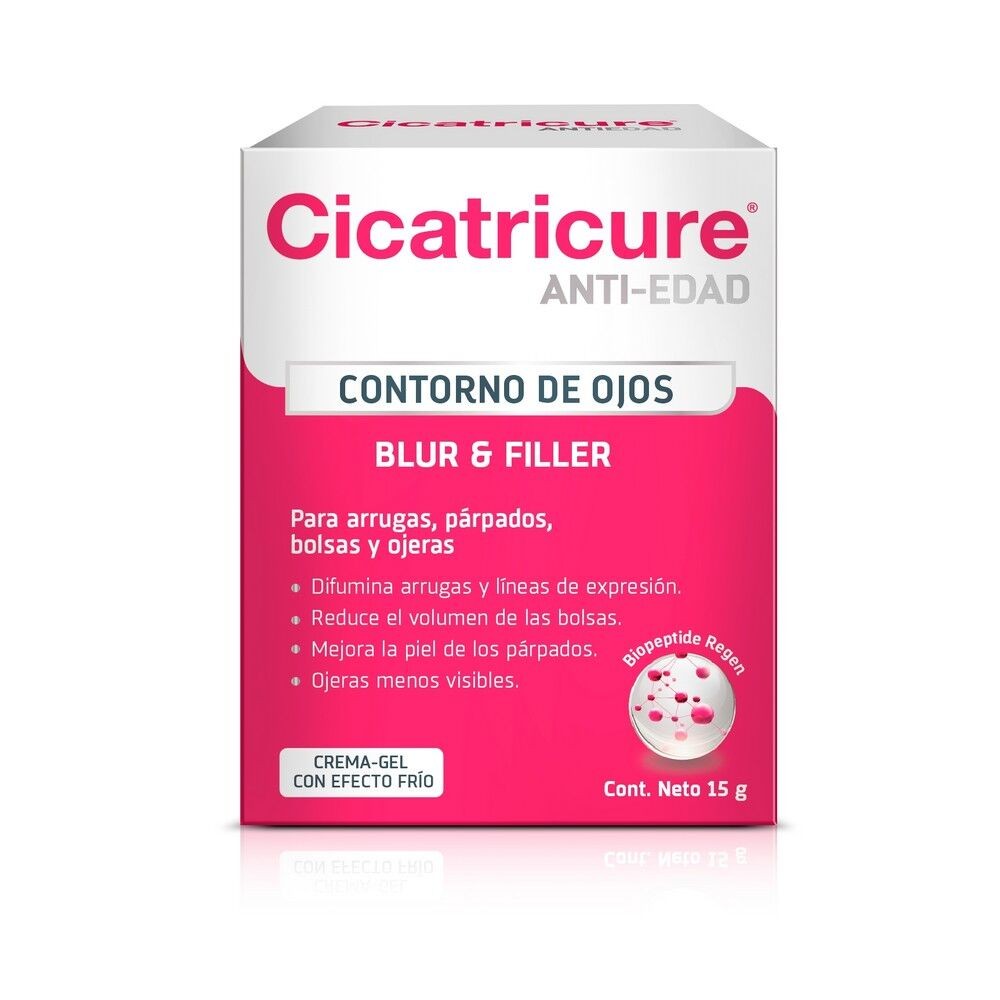 Cicatricure
ANTIEDAD
Cicatricure®
ANTI-EDAD
CONTORNO DE OJOS
BLUR & FILLER
Para arrugas, párpados,
bolsas y ojeras
• Difumina arrugas y líneas de expresión.
• Reduce el volumen de las bolsas.
• Mejora la piel de los párpados.
• Ojeras menos visibles.
Biopeptide Regen
CREMA-GEL
CON EFECTO FRÍO
Cont. Neto 15 g